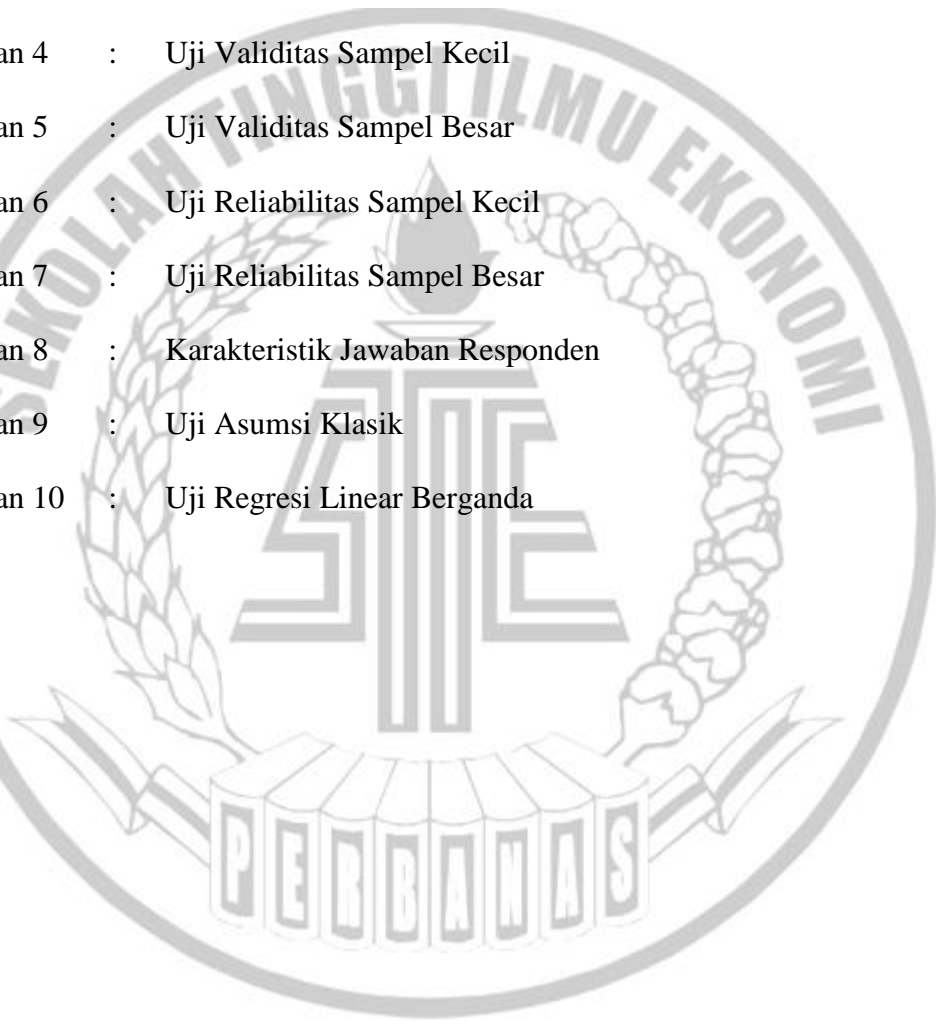 an 4 : Uji Validitas Sampel Kecil
an 5 : Uji Validitas Sampel Besar
an 6 : Uji Reliabilitas Sampel Kecil
an 7 : Uji Reliabilitas Sampel Besar
an 8 : Karakteristik Jawaban Responden
an 9 : Uji Asumsi Klasik
an 10 : Uji Regresi Linear Berganda
SEKOLAH TINGGI ILMU EKONOMI
PERBANAS